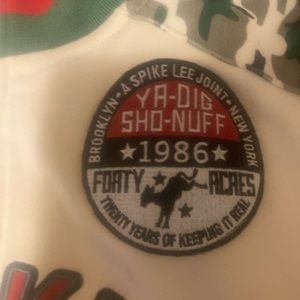 BROOKLYN • A SPIKE LEE JOINT • NEW YORK
YA-DIG
SHO-NUFF
★1986★
FORTY ACRES
TWENTY YEARS OF KEEPING IT REAL